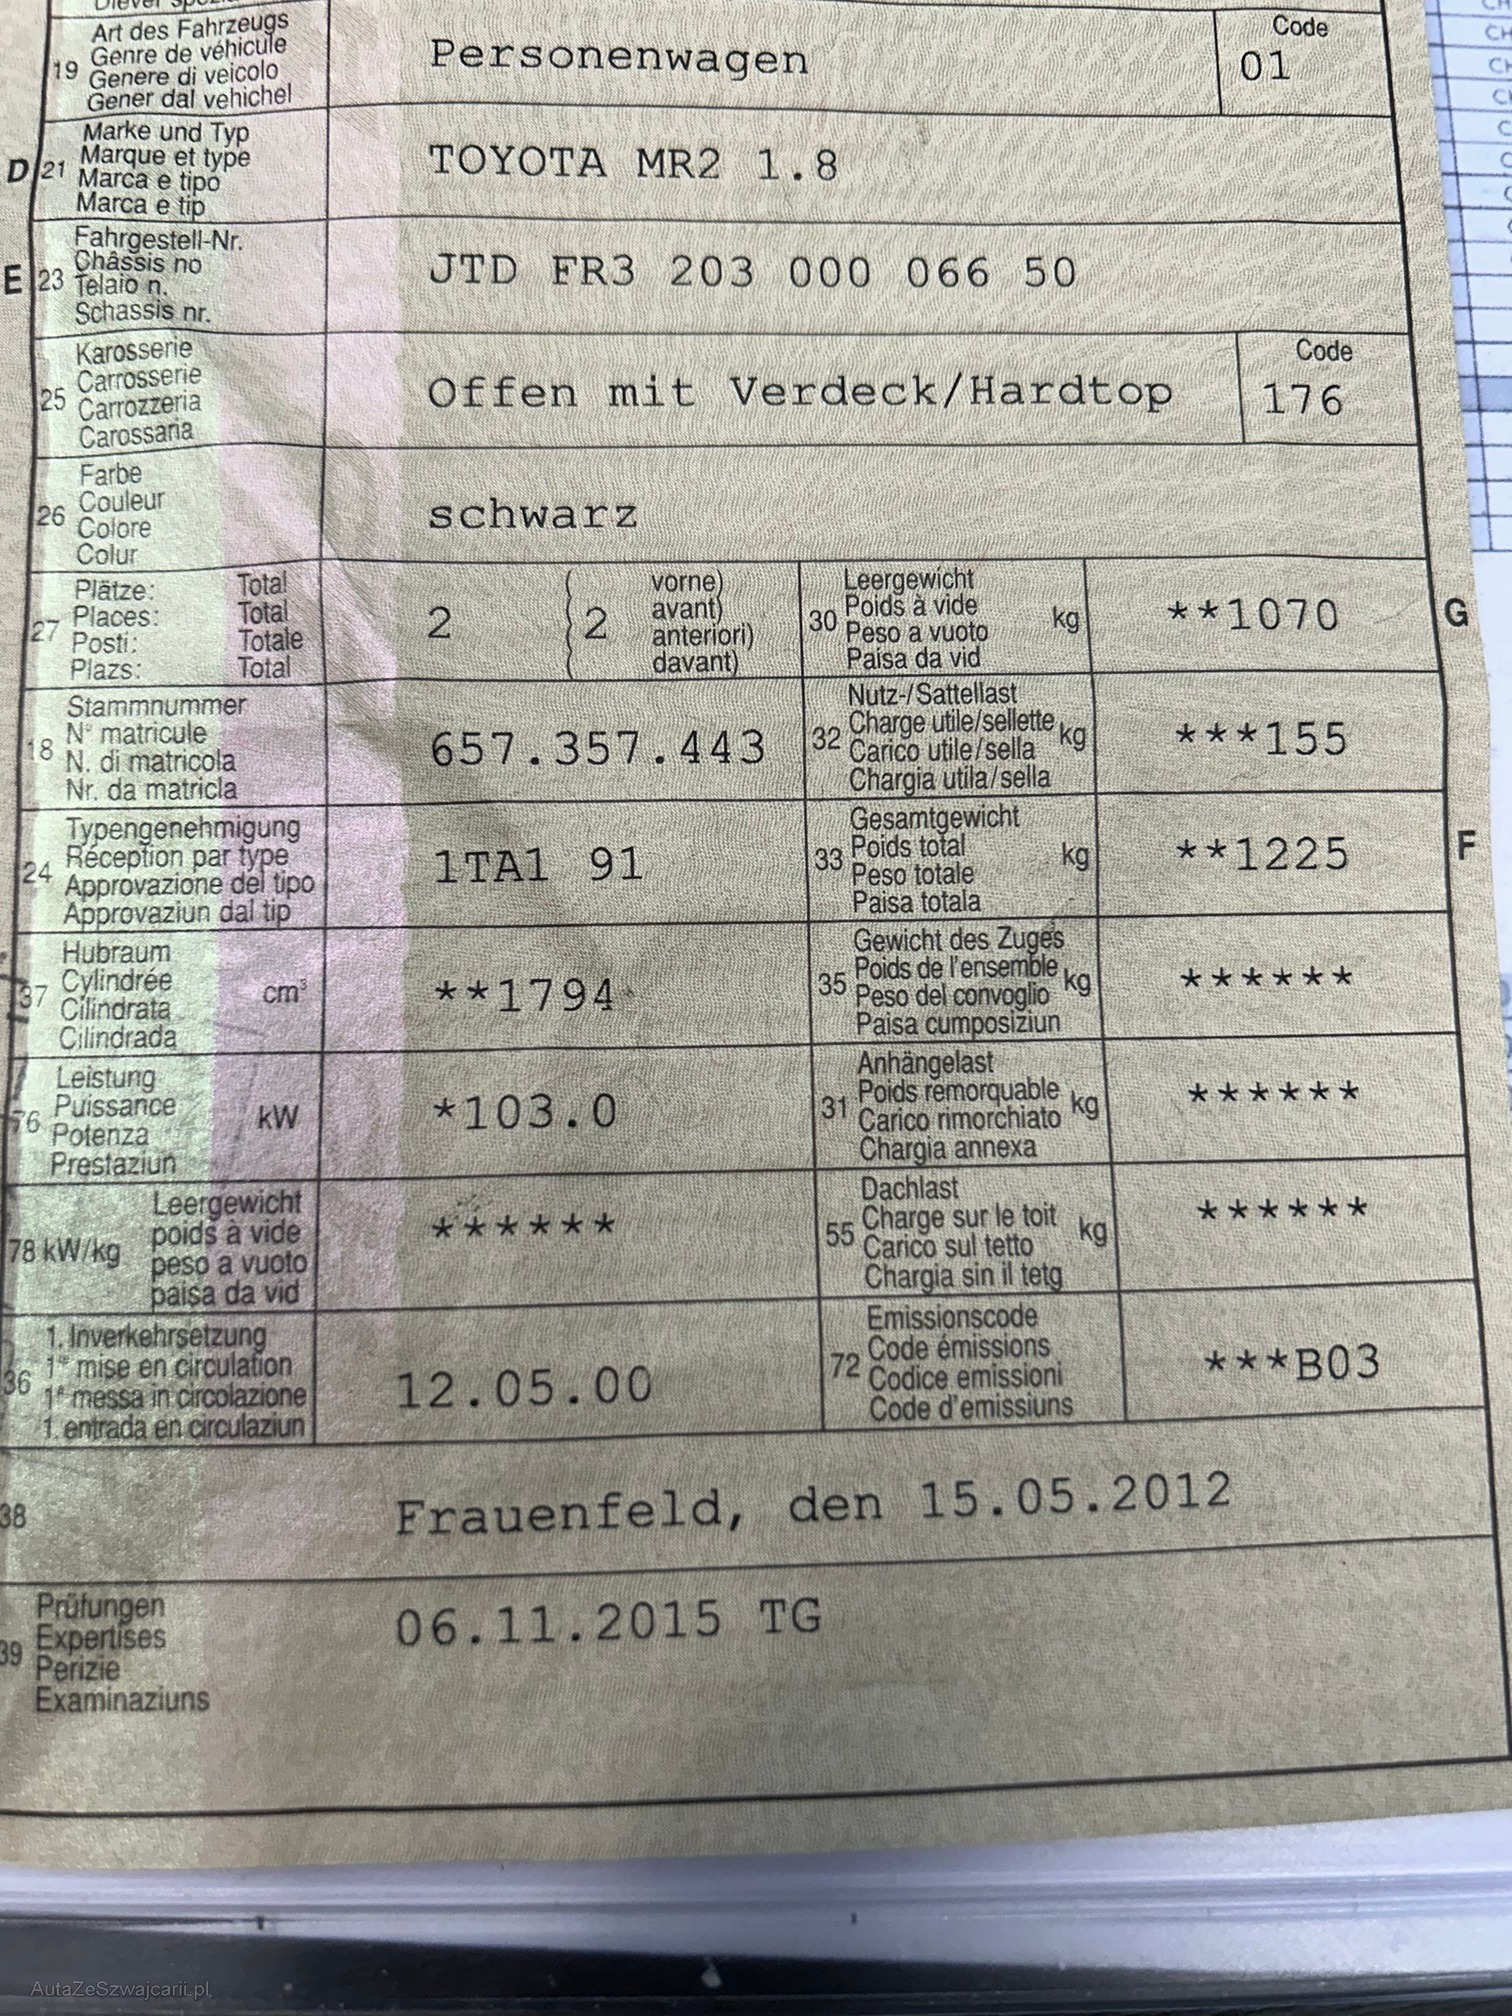 19 Art des Fahrzeugs
Genre de véhicule
Genere di veicolo
Gener dal vehichel
Personenwagen
Code
01
D 21 Marke und Typ
Marque et type
Marca e tipo
Marca e tip
TOYOTA MR2 1.8
E 23 Fahrgestell-Nr.
Châssis no
Telaio n.
Schassis nr.
JTD FR3 203 000 066 50
25 Karosserie
Carrosserie
Carrozzeria
Carossaria
Offen mit Verdeck/Hardtop
Code
176
26 Farbe
Couleur
Colore
Colur
schwarz
27 Plätze: Total
Places: Total
Posti: Totale
Plazs: Total
2 ( 2 vorne)
avant)
anteriori)
davant)
30 Leergewicht
Poids à vide
Peso a vuoto
Paisa da vid
kg
**1070
G
18 Stammnummer
N° matricule
N. di matricola
Nr. da matricla
657.357.443
32 Nutz-/Sattellast
Charge utile/sellette
Carico utile/sella
Chargia utila/sella
kg
***155
24 Typengenehmigung
Réception par type
Approvazione del tipo
Approvaziun dal tip
1TA1 91
33 Gesamtgewicht
Poids total
Peso totale
Paisa totala
kg
**1225
F
37 Hubraum
Cylindrée
Cilindrata
Cilindrada
cm³
**1794
35 Gewicht des Zuges
Poids de l'ensemble
Peso del convoglio
Paisa cumposiziun
kg
******
76 Leistung
Puissance
Potenza
Prestaziun
kW
*103.0
31 Anhängelast
Poids remorquable
Carico rimorchiato
Chargia annexa
kg
******
78 kW/kg Leergewicht
poids à vide
peso a vuoto
paisa da vid
******
55 Dachlast
Charge sur le toit
Carico sul tetto
Chargia sin il tetg
kg
******
36 1. Inverkehrsetzung
1re mise en circulation
1a messa in circolazione
1. entrada en circulaziun
12.05.00
72 Emissionscode
Code émissions
Codice emissioni
Code d'emissiuns
***B03
38
Frauenfeld, den 15.05.2012
39 Prüfungen
Expertises
Perizie
Examinaziuns
06.11.2015 TG
AutaZeSzwajcarii.pl